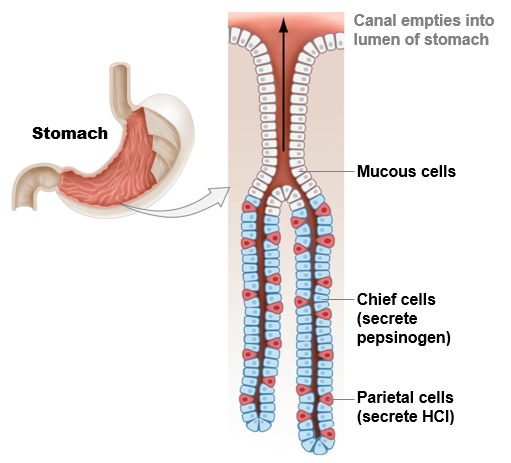 Canal empties into
lumen of stomach
Stomach
Mucous cells
Chief cells
(secrete
pepsinogen)
Parietal cells
(secrete HCl)